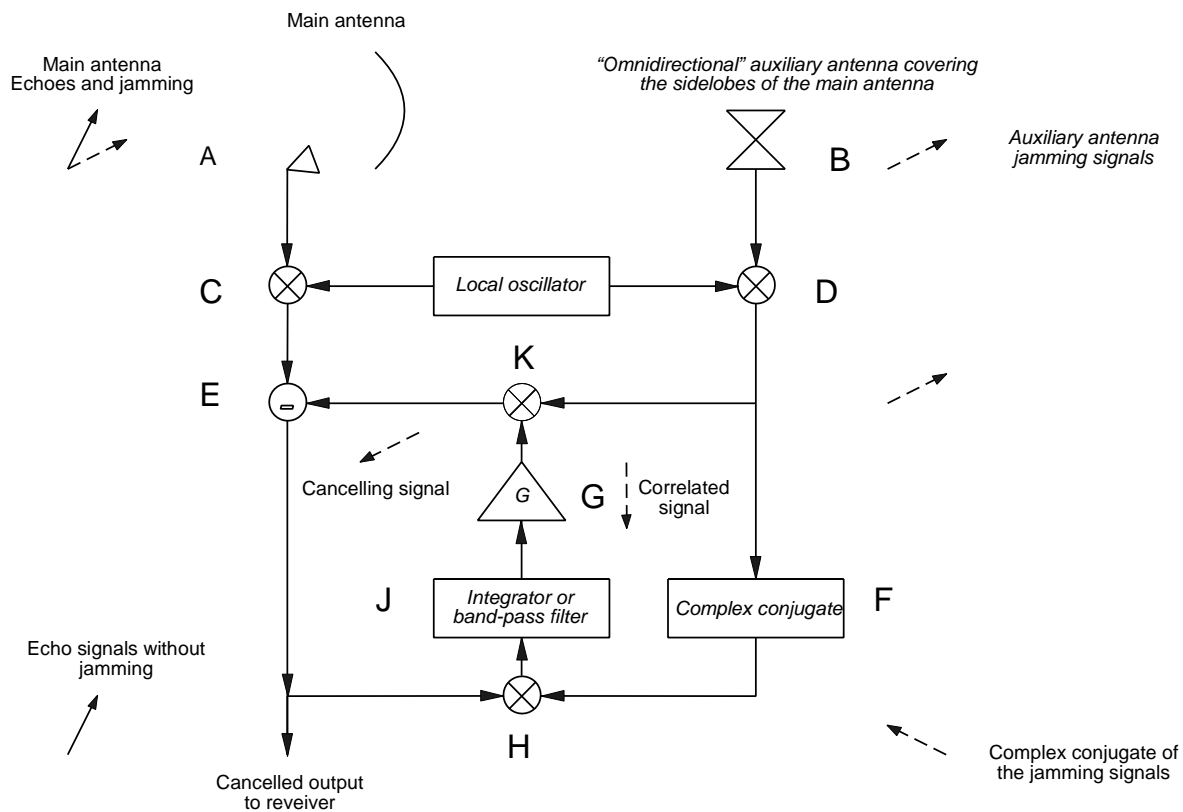 Main antenna
Main antenna
Echoes and jamming
“Omnidirectional” auxiliary antenna covering
the sidelobes of the main antenna
A
B
Auxiliary antenna
jamming signals
Local oscillator
C
D
K
E
Cancelling signal
G
G
Correlated
signal
J
Integrator or
band-pass filter
Complex conjugate
F
Echo signals without
jamming
H
Cancelled output
to reveiver
Complex conjugate of
the jamming signals